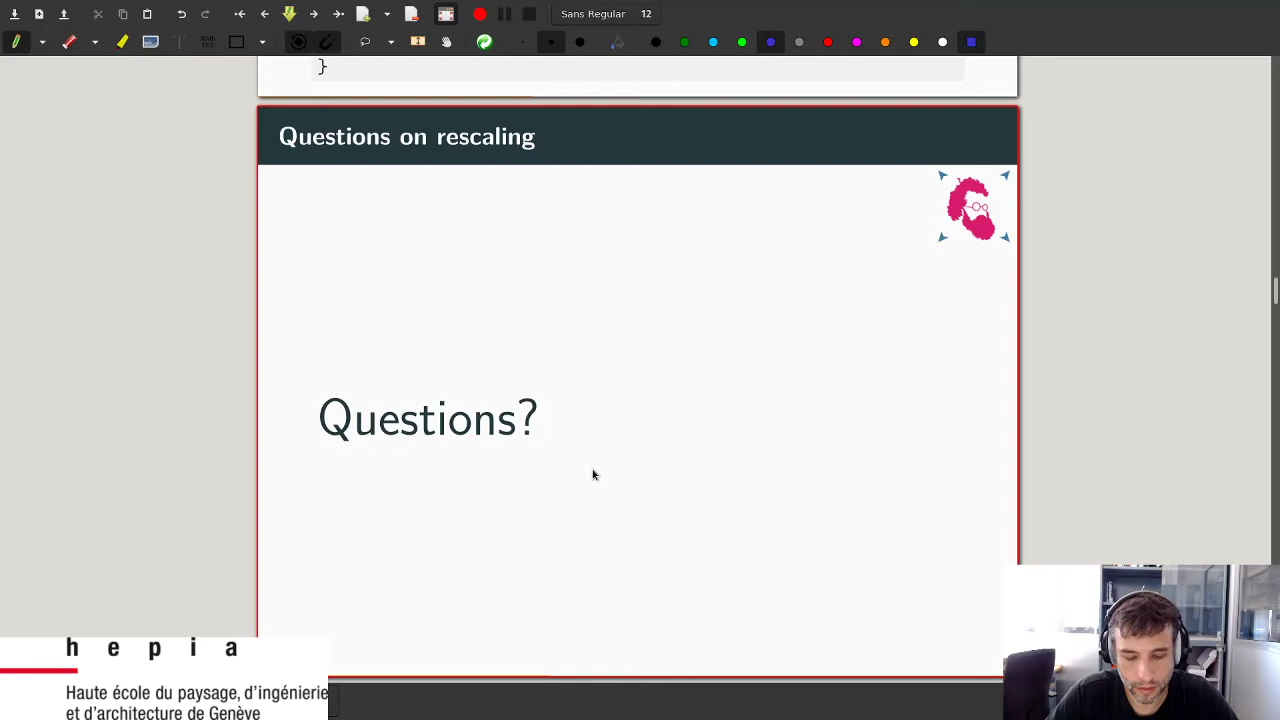 Sans Regular 12
}
Questions on rescaling
Questions?
h e p i a
Haute école du paysage, d'ingénierie
et d'architecture de Genève